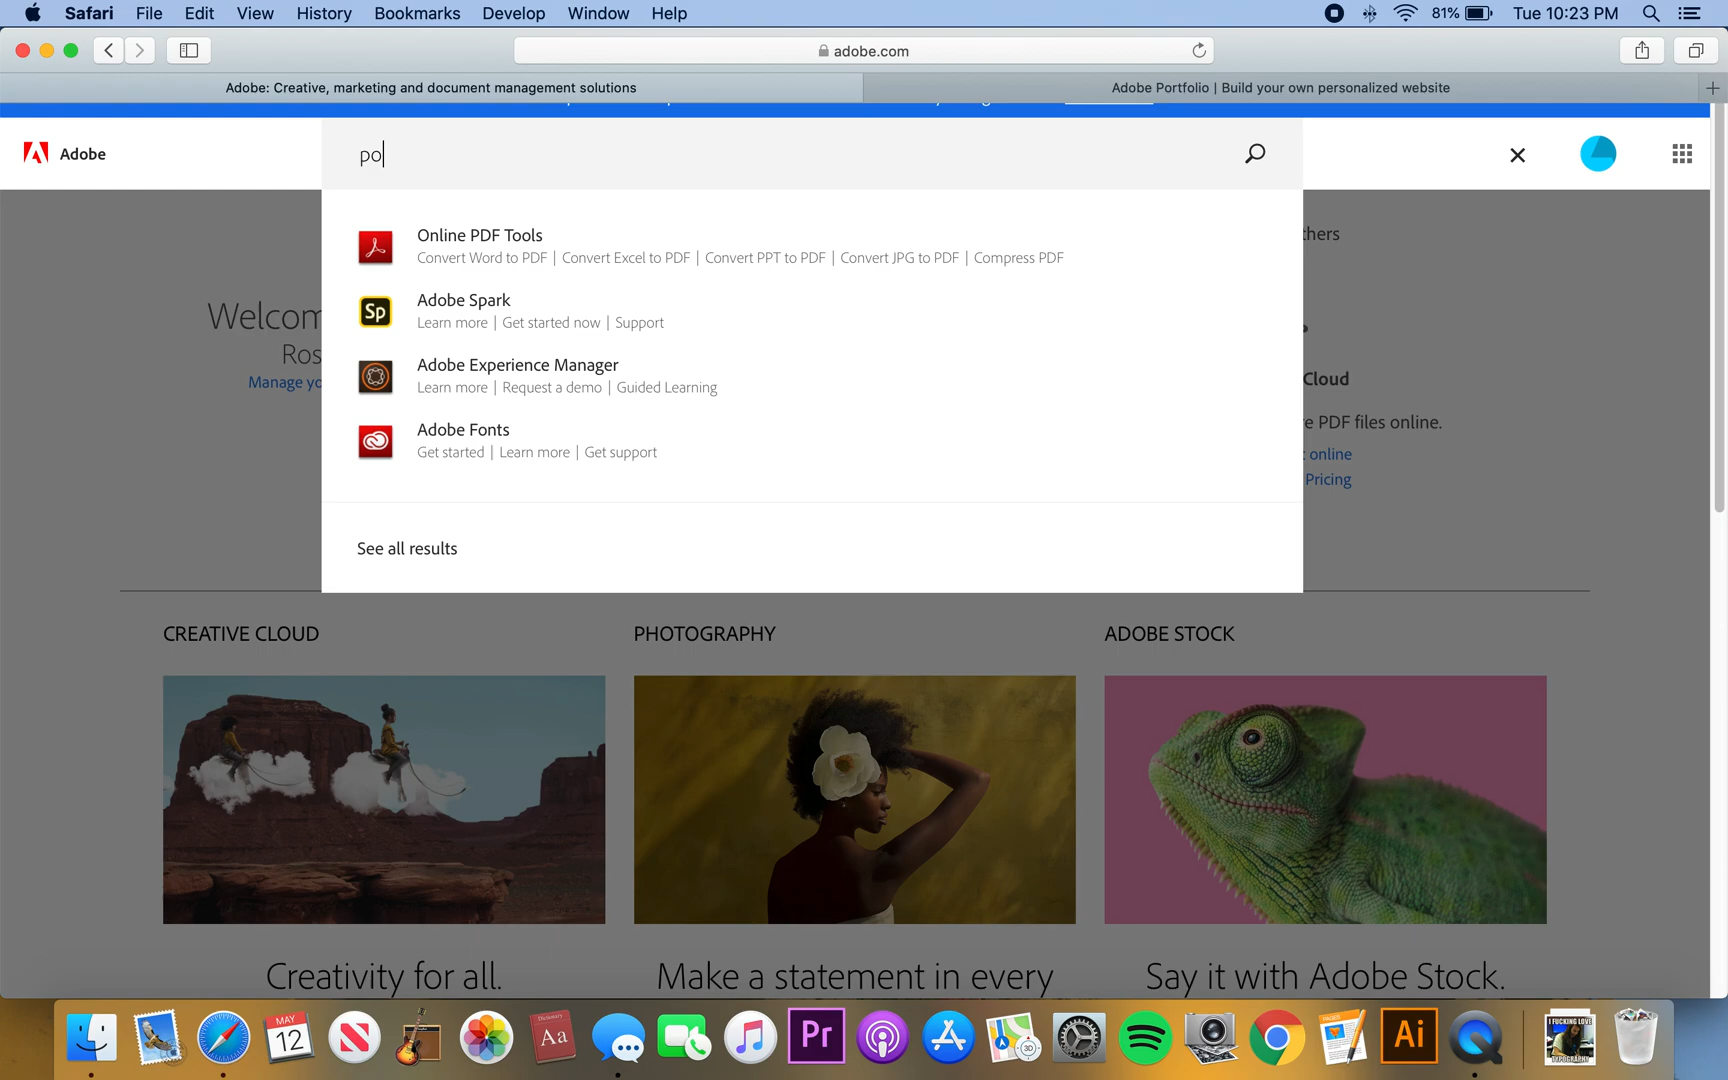 Safari File Edit View History Bookmarks Develop Window Help 81% Tue 10:23 PM
adobe.com
Adobe: Creative, marketing and document management solutions
Adobe Portfolio | Build your own personalized website
Adobe
po
Online PDF Tools
Convert Word to PDF | Convert Excel to PDF | Convert PPT to PDF | Convert JPG to PDF | Compress PDF
Adobe Spark
Learn more | Get started now | Support
Adobe Experience Manager
Learn more | Request a demo | Guided Learning
Adobe Fonts
Get started | Learn more | Get support
See all results
Welcom
Ros
Manage yo
thers
Cloud
e PDF files online.
online
Pricing
CREATIVE CLOUD
PHOTOGRAPHY
ADOBE STOCK
Creativity for all.
Make a statement in every
Say it with Adobe Stock.
Sp
MAY
12
Aa
Pr
3D
PAGES
Ai
I FUCKING LOVE
TYPOGRAPHY